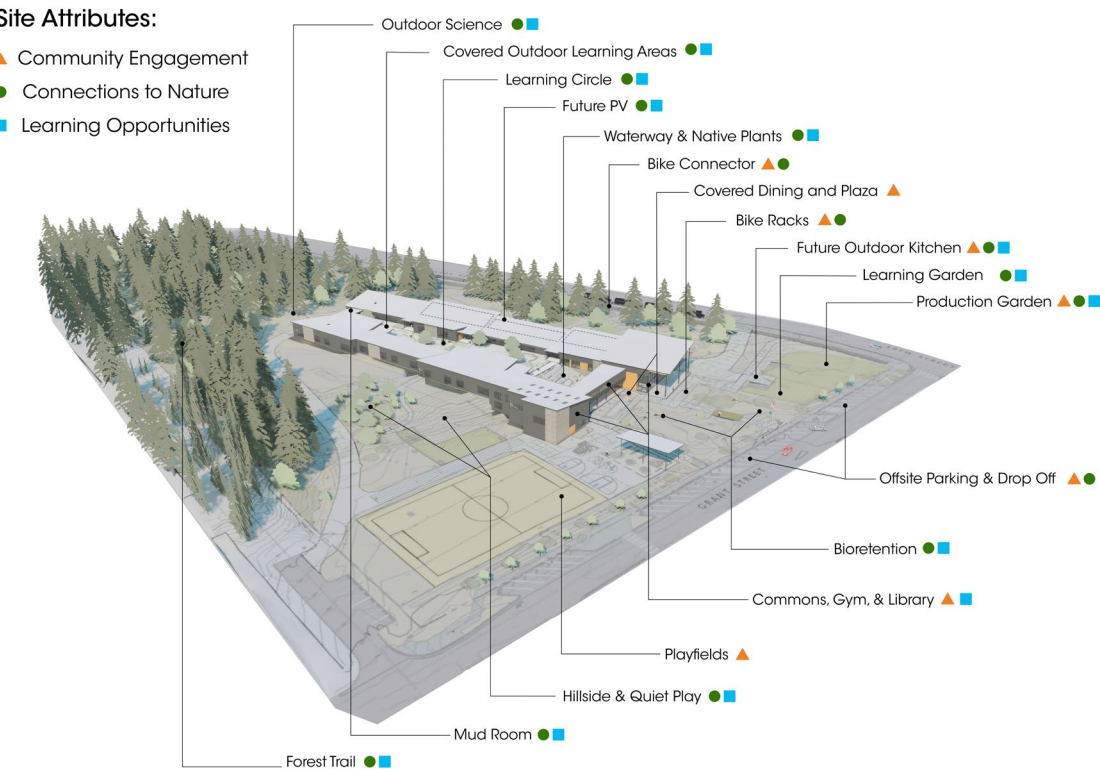 Site Attributes:
Community Engagement
Connections to Nature
Learning Opportunities
Outdoor Science
Covered Outdoor Learning Areas
Learning Circle
Future PV
Waterway & Native Plants
Bike Connector
Covered Dining and Plaza
Bike Racks
Future Outdoor Kitchen
Learning Garden
Production Garden
GRANT STREET
Offsite Parking & Drop Off
Bioretention
Commons, Gym, & Library
Playfields
Hillside & Quiet Play
Mud Room
Forest Trail